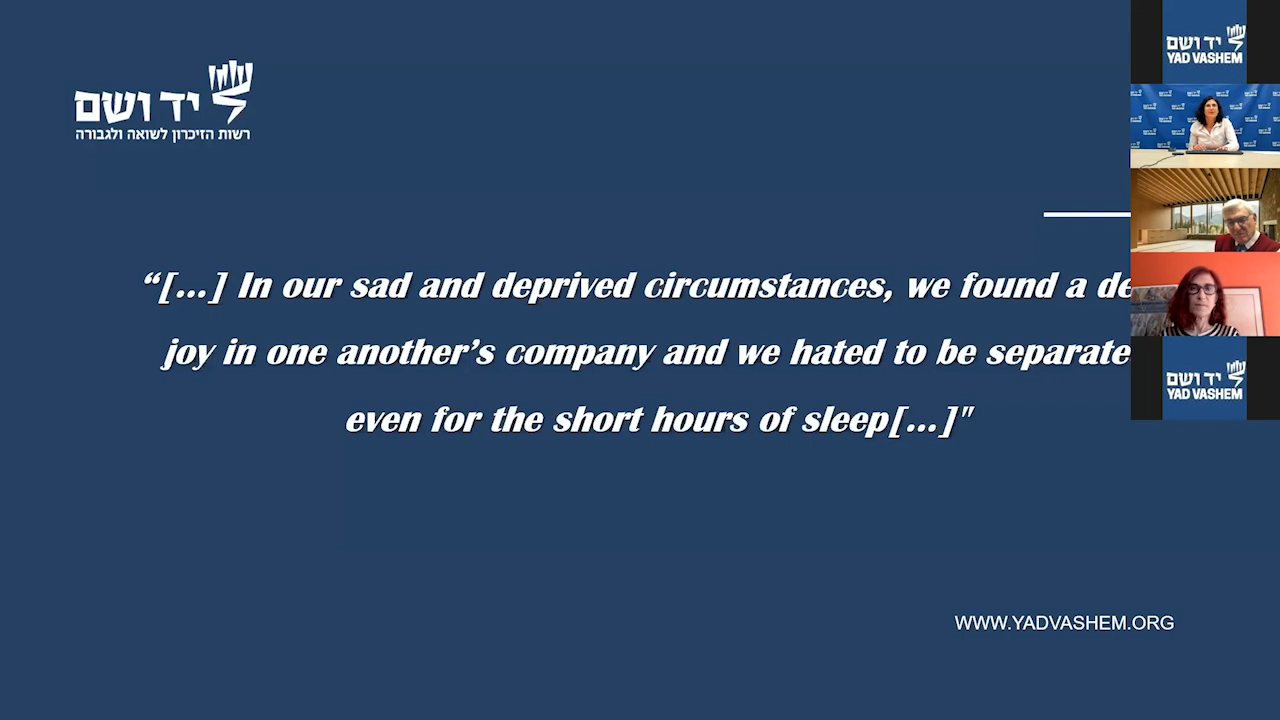 יד ושם
רשות הזיכרון לשואה ולגבורה
“[...] In our sad and deprived circumstances, we found a
joy in one another’s company and we hated to be
even for the short hours of sleep[...]"
WWW.YADVASHEM.ORG
יד ושם
YAD VASHEM
יד ושם
YAD VASHEM